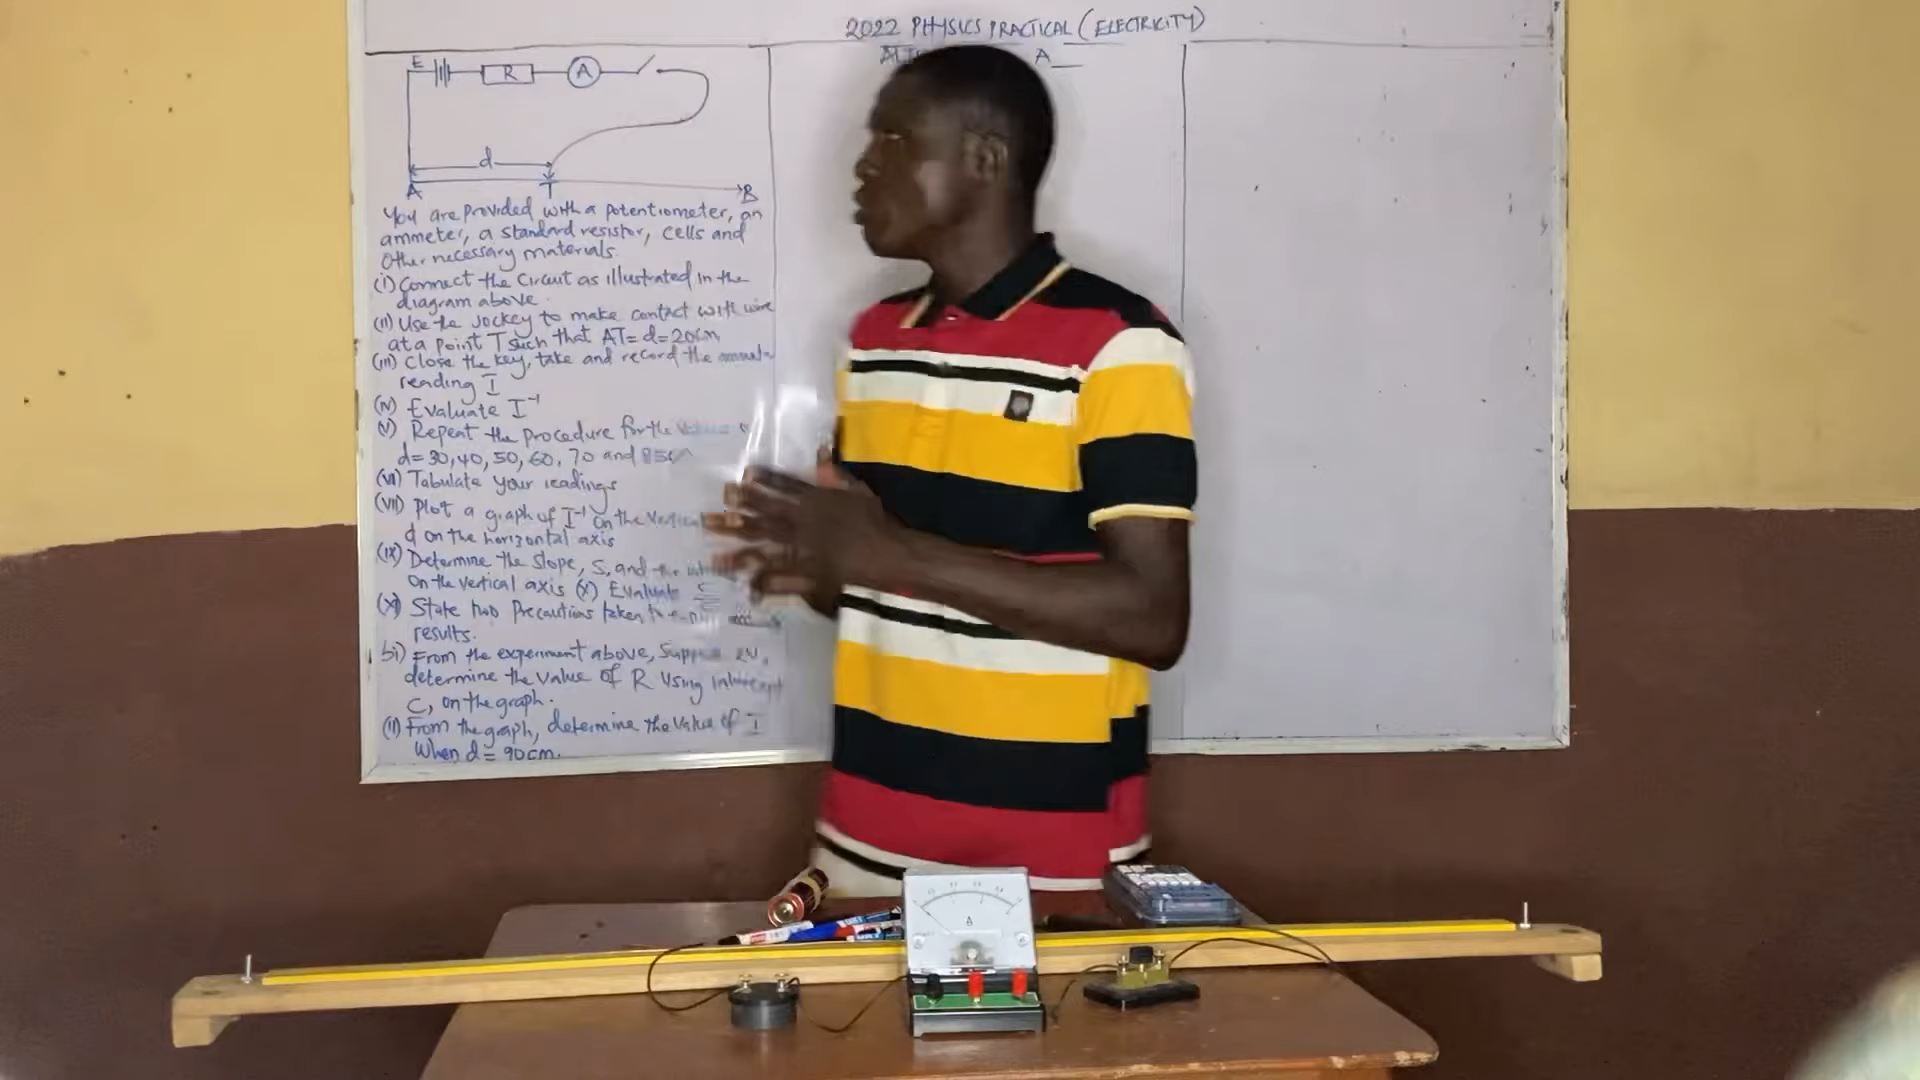 2022 PHYSICS PRACTICAL (ELECTRICITY)
A
E
R
A
d
A
T
B
You are provided with a potentiometer, an
ammeter, a standard resistor, cells and
Other necessary materials.
(i) Connect the Circuit as illustrated in the
diagram above.
(ii) Use the Jockey to make contact with wire
at a point T such that AT = d = 20cm
(iii) Close the key, take and record the
reading I
(iv) Evaluate I⁻¹
(v) Repeat the procedure for the
d = 30, 40, 50, 60, 70 and
(vi) Tabulate your readings
(vii) Plot a graph of I⁻¹ on the
d on the horizontal axis
(ix) Determine the slope, S, and the
on the vertical axis (x) Evaluate
(xi) State two Precautions taken to
results.
bi) From the experiment above,
determine the value of R using intercept
C, on the graph.
(ii) From the graph, determine the value of I
When d = 90cm.
A